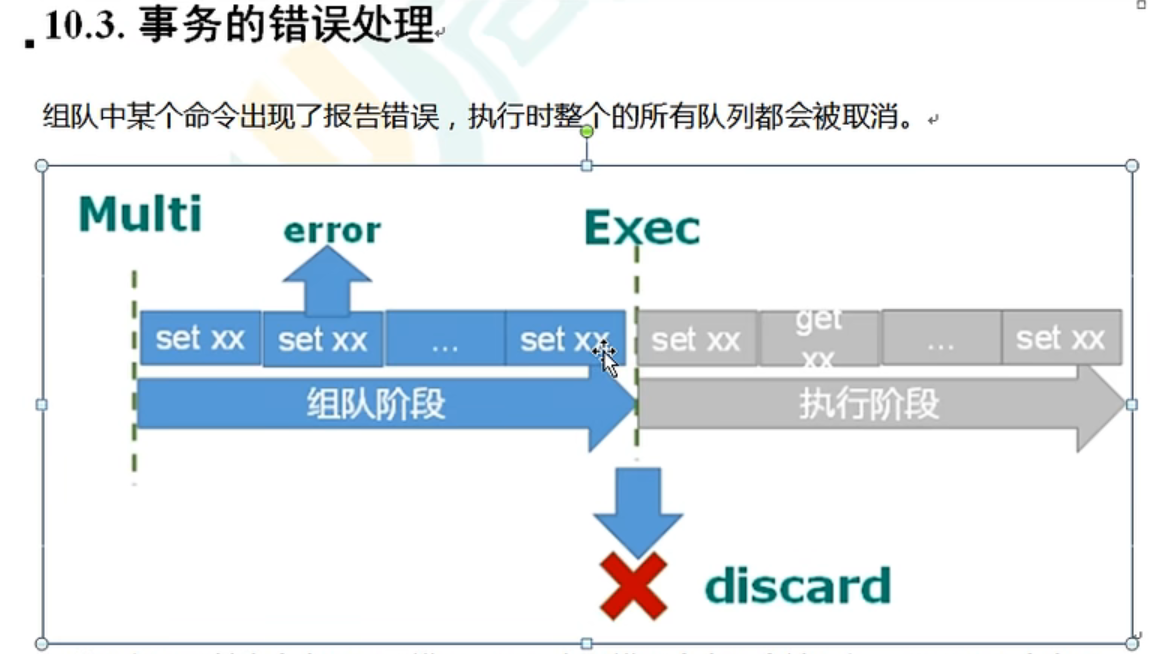 10.3. 事务的错误处理
组队中某个命令出现了报告错误，执行时整个的所有队列都会被取消。
Multi
error
Exec
set xx
set xx
...
set xx
set xx
get xx
...
set xx
组队阶段
执行阶段
discard